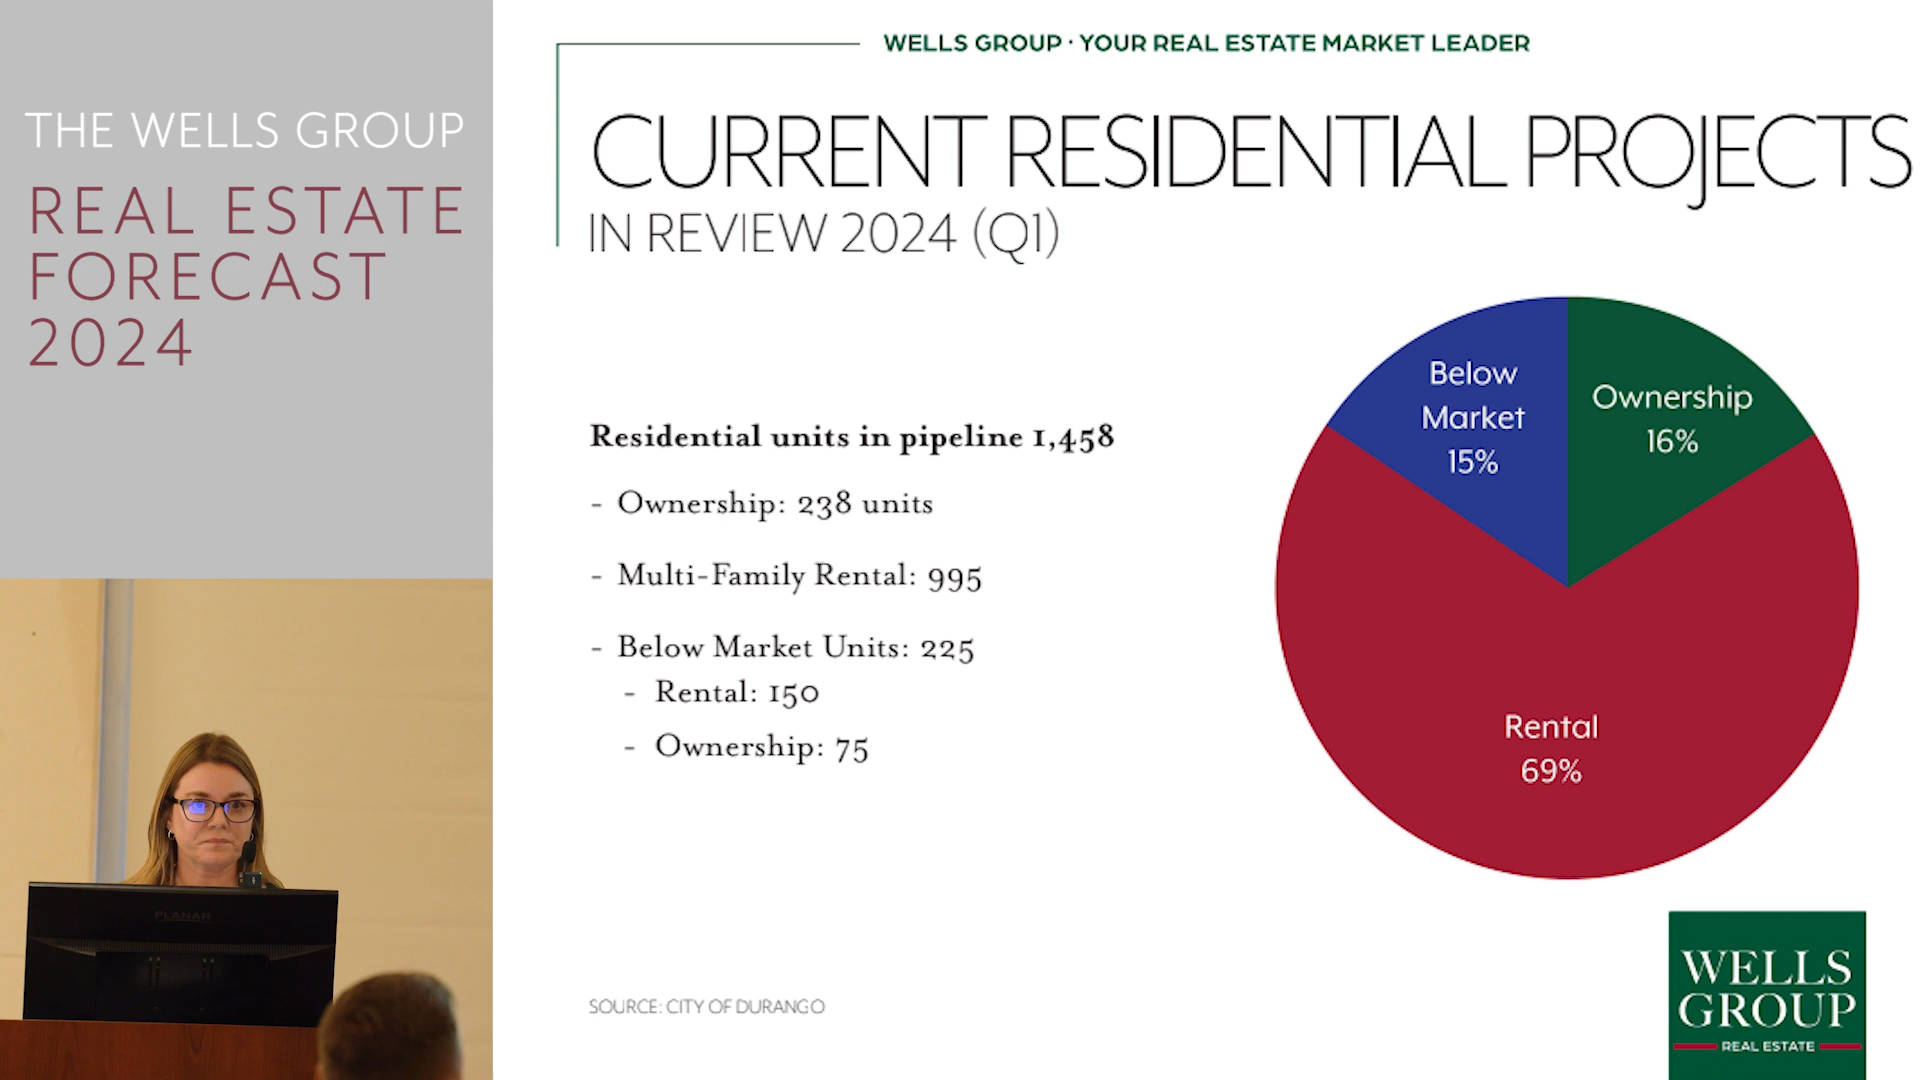 THE WELLS GROUP
REAL ESTATE
FORECAST
2024
WELLS GROUP · YOUR REAL ESTATE MARKET LEADER
CURRENT RESIDENTIAL PROJECTS
IN REVIEW 2024 (Q1)
Residential units in pipeline 1,458
- Ownership: 238 units
- Multi-Family Rental: 995
- Below Market Units: 225
- Rental: 150
- Ownership: 75
Below
Market
15%
Ownership
16%
Rental
69%
SOURCE: CITY OF DURANGO
WELLS
GROUP
REAL ESTATE
PLANAR